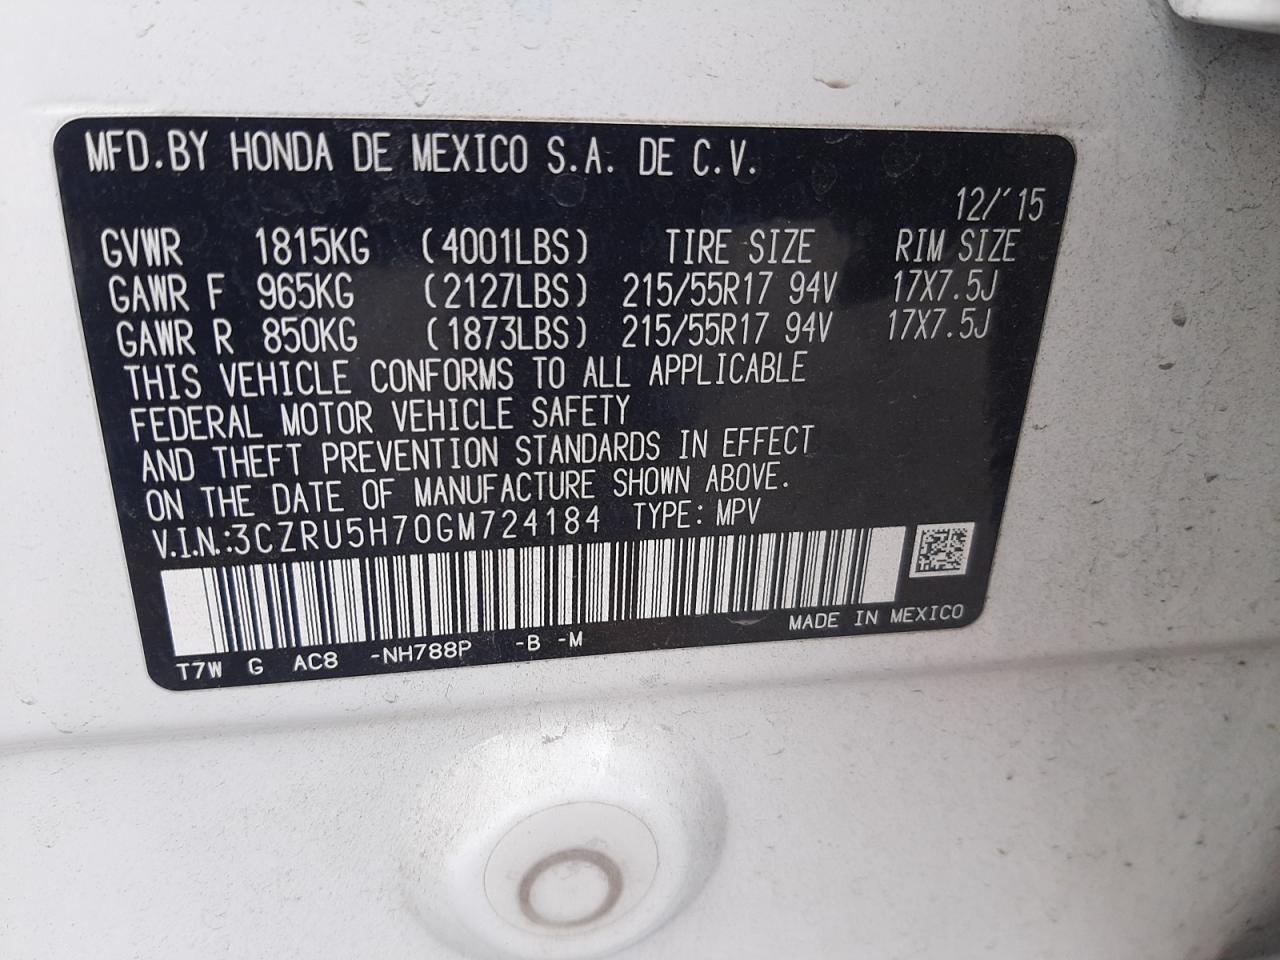 MFD.BY HONDA DE MEXICO S.A. DE C.V.
12/'15
GVWR 1815KG (4001LBS) TIRE SIZE RIM SIZE
GAWR F 965KG (2127LBS) 215/55R17 94V 17X7.5J
GAWR R 850KG (1873LBS) 215/55R17 94V 17X7.5J
THIS VEHICLE CONFORMS TO ALL APPLICABLE
FEDERAL MOTOR VEHICLE SAFETY
AND THEFT PREVENTION STANDARDS IN EFFECT
ON THE DATE OF MANUFACTURE SHOWN ABOVE.
V.I.N.:3CZRU5H70GM724184 TYPE: MPV
MADE IN MEXICO
T7W G AC8 -NH788P -B -M